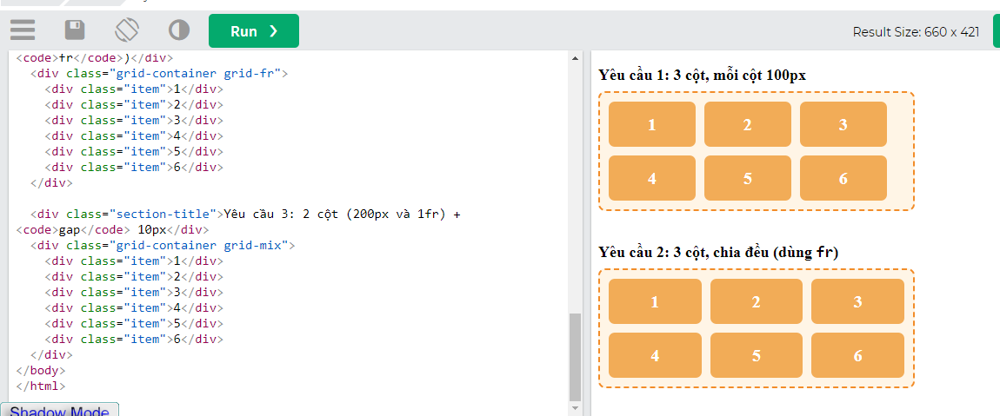 Run ❯
Result Size: 660 x 421
<code>fr</code>)</div>
<div class="grid-container grid-fr">
<div class="item">1</div>
<div class="item">2</div>
<div class="item">3</div>
<div class="item">4</div>
<div class="item">5</div>
<div class="item">6</div>
</div>
<div class="section-title">Yêu cầu 3: 2 cột (200px và 1fr) +
<code>gap</code> 10px</div>
<div class="grid-container grid-mix">
<div class="item">1</div>
<div class="item">2</div>
<div class="item">3</div>
<div class="item">4</div>
<div class="item">5</div>
<div class="item">6</div>
</div>
</body>
</html>
Shadow Mode
Yêu cầu 1: 3 cột, mỗi cột 100px
1 2 3
4 5 6
Yêu cầu 2: 3 cột, chia đều (dùng fr)
1 2 3
4 5 6